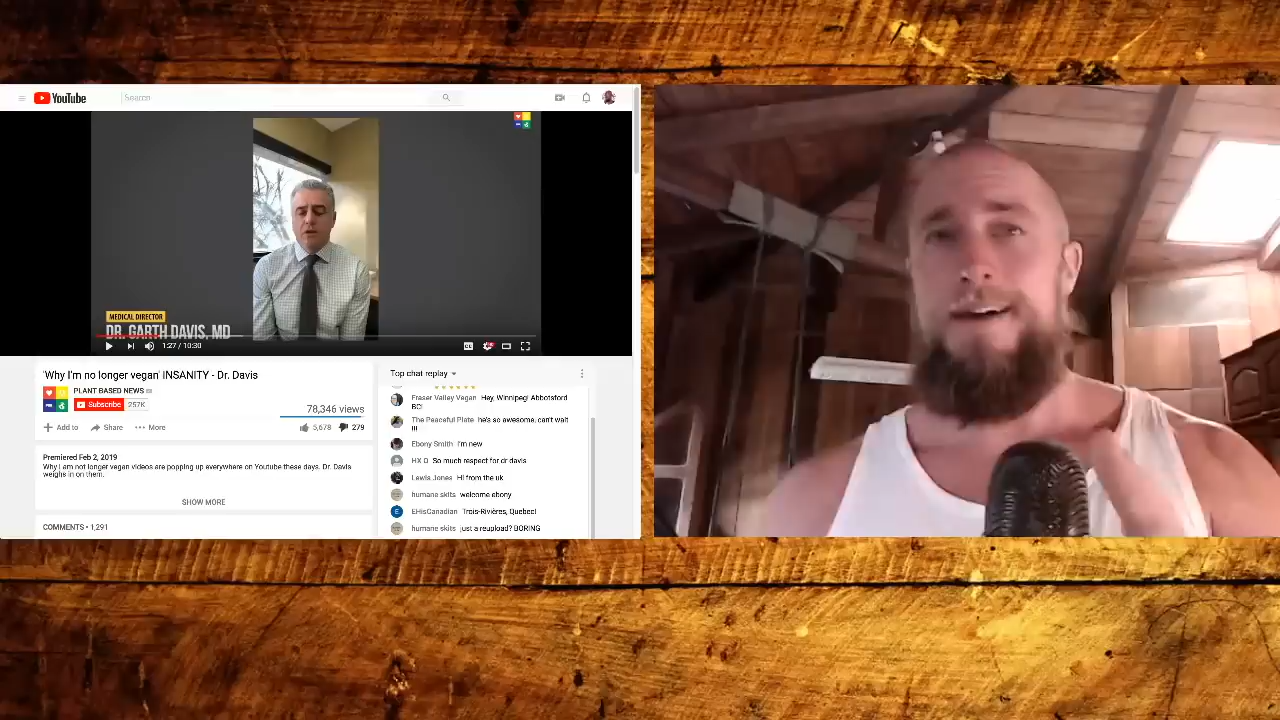 YouTube
Search
MEDICAL DIRECTOR
DR. GARTH DAVIS, MD
1:27 / 10:30
'Why I'm no longer vegan' INSANITY - Dr. Davis
PLANT BASED NEWS
Subscribe 257K
78,346 views
Add to Share More
5,678 279
Premiered Feb 2, 2019
Why I am not longer vegan videos are popping up everywhere on Youtube these days. Dr. Davis
weighs in on them.
SHOW MORE
COMMENTS • 1,291
Top chat replay
Fraser Valley Vegan Hey, Winnipeg! Abbotsford
BC!
The Peaceful Plate he's so awesome, can't wait
!!!
Ebony Smith I'm new
HX O So much respect for dr davis
Lewis Jones Hi from the uk
humane skits welcome ebony
E EHisCanadian Trois-Rivières, Quebec!
humane skits just a reupload? BORING